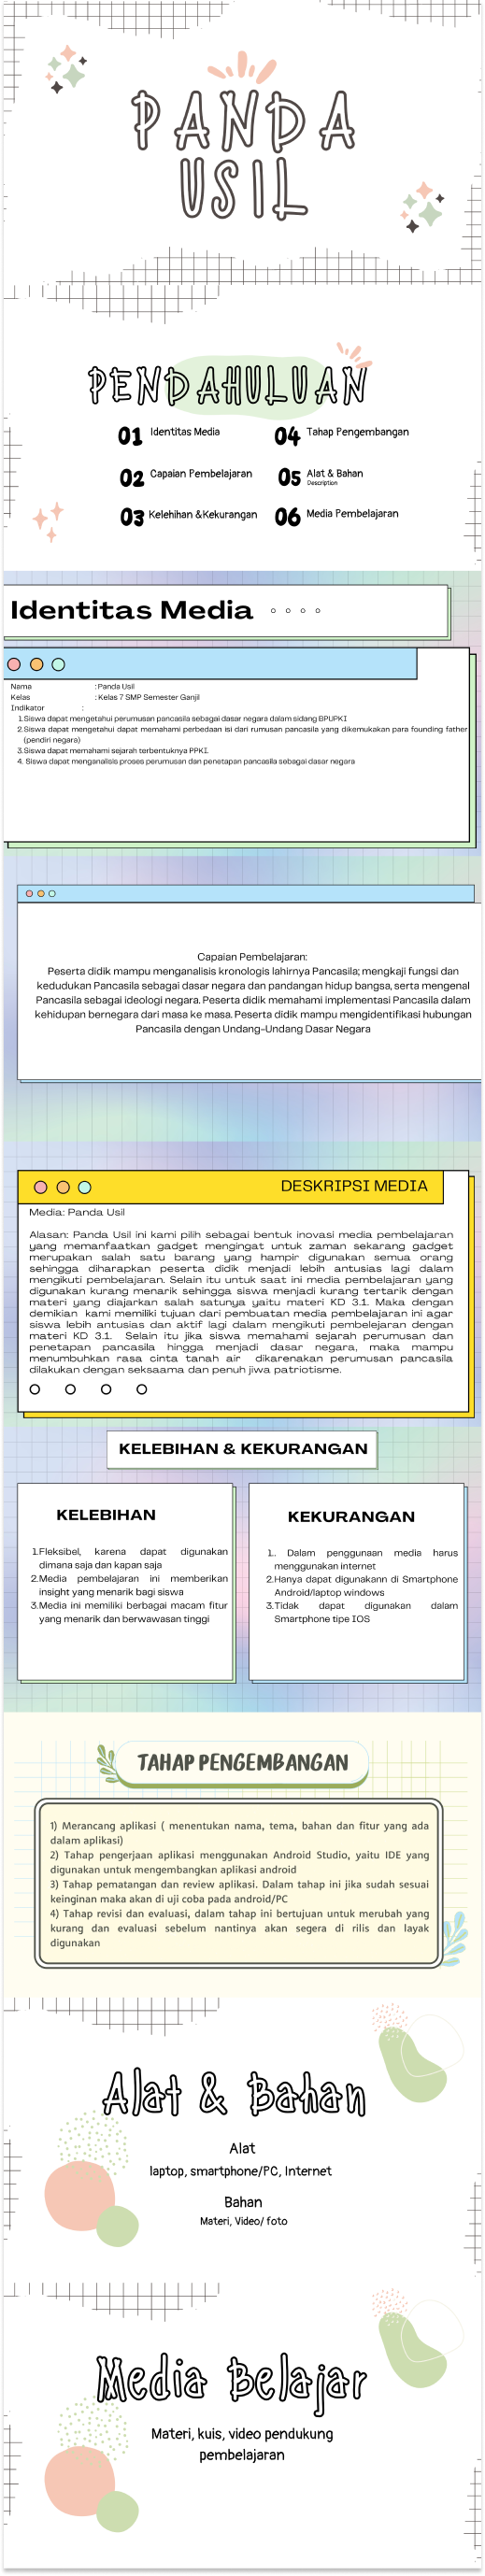 PANDA
USIL
PENDAHULUAN
01 Identitas Media
02 Capaian Pembelajaran
03 Kelehihan &Kekurangan
04 Tahap Pengembangan
05 Alat & Bahan
Description
06 Media Pembelajaran
Identitas Media
Nama : Panda Usil
Kelas : Kelas 7 SMP Semester Ganjil
Indikator :
1.Siswa dapat mengetahui perumusan pancasila sebagai dasar negara dalam sidang BPUPKI
2.Siswa dapat mengetahui dapat memahami perbedaan isi dari rumusan pancasila yang dikemukakan para founding father
(pendiri negara)
3.Siswa dapat memahami sejarah terbentuknya PPKI.
4. Siswa dapat menganalisis proses perumusan dan penetapan pancasila sebagai dasar negara
Capaian Pembelajaran:
Peserta didik mampu menganalisis kronologis lahirnya Pancasila; mengkaji fungsi dan
kedudukan Pancasila sebagai dasar negara dan pandangan hidup bangsa, serta mengenal
Pancasila sebagai ideologi negara. Peserta didik memahami implementasi Pancasila dalam
kehidupan bernegara dari masa ke masa. Peserta didik mampu mengidentifikasi hubungan
Pancasila dengan Undang-Undang Dasar Negara
DESKRIPSI MEDIA
Media: Panda Usil
Alasan: Panda Usil ini kami pilih sebagai bentuk inovasi media pembelajaran
yang memanfaatkan gadget mengingat untuk zaman sekarang gadget
merupakan salah satu barang yang hampir digunakan semua orang
sehingga diharapkan peserta didik menjadi lebih antusias lagi dalam
mengikuti pembelajaran. Selain itu untuk saat ini media pembelajaran yang
digunakan kurang menarik sehingga siswa menjadi kurang tertarik dengan
materi yang diajarkan salah satunya yaitu materi KD 3.1. Maka dengan
demikian kami memiliki tujuan dari pembuatan media pembelajaran ini agar
siswa lebih antusias dan aktif lagi dalam mengikuti pembelejaran dengan
materi KD 3.1. Selain itu jika siswa memahami sejarah perumusan dan
penetapan pancasila hingga menjadi dasar negara, maka mampu
menumbuhkan rasa cinta tanah air dikarenakan perumusan pancasila
dilakukan dengan seksaama dan penuh jiwa patriotisme.
KELEBIHAN & KEKURANGAN
KELEBIHAN
1.Fleksibel, karena dapat digunakan
dimana saja dan kapan saja
2.Media pembelajaran ini memberikan
insight yang menarik bagi siswa
3.Media ini memiliki berbagai macam fitur
yang menarik dan berwawasan tinggi
KEKURANGAN
1.. Dalam penggunaan media harus
menggunakan internet
2.Hanya dapat digunakann di Smartphone
Android/laptop windows
3.Tidak dapat digunakan dalam
Smartphone tipe IOS
TAHAP PENGEMBANGAN
1) Merancang aplikasi ( menentukan nama, tema, bahan dan fitur yang ada
dalam aplikasi)
2) Tahap pengerjaan aplikasi menggunakan Android Studio, yaitu IDE yang
digunakan untuk mengembangkan aplikasi android
3) Tahap pematangan dan review aplikasi. Dalam tahap ini jika sudah sesuai
keinginan maka akan di uji coba pada android/PC
4) Tahap revisi dan evaluasi, dalam tahap ini bertujuan untuk merubah yang
kurang dan evaluasi sebelum nantinya akan segera di rilis dan layak
digunakan
Alat & Bahan
Alat
laptop, smartphone/PC, Internet
Bahan
Materi, Video/ foto
Media Belajar
Materi, kuis, video pendukung
pembelajaran